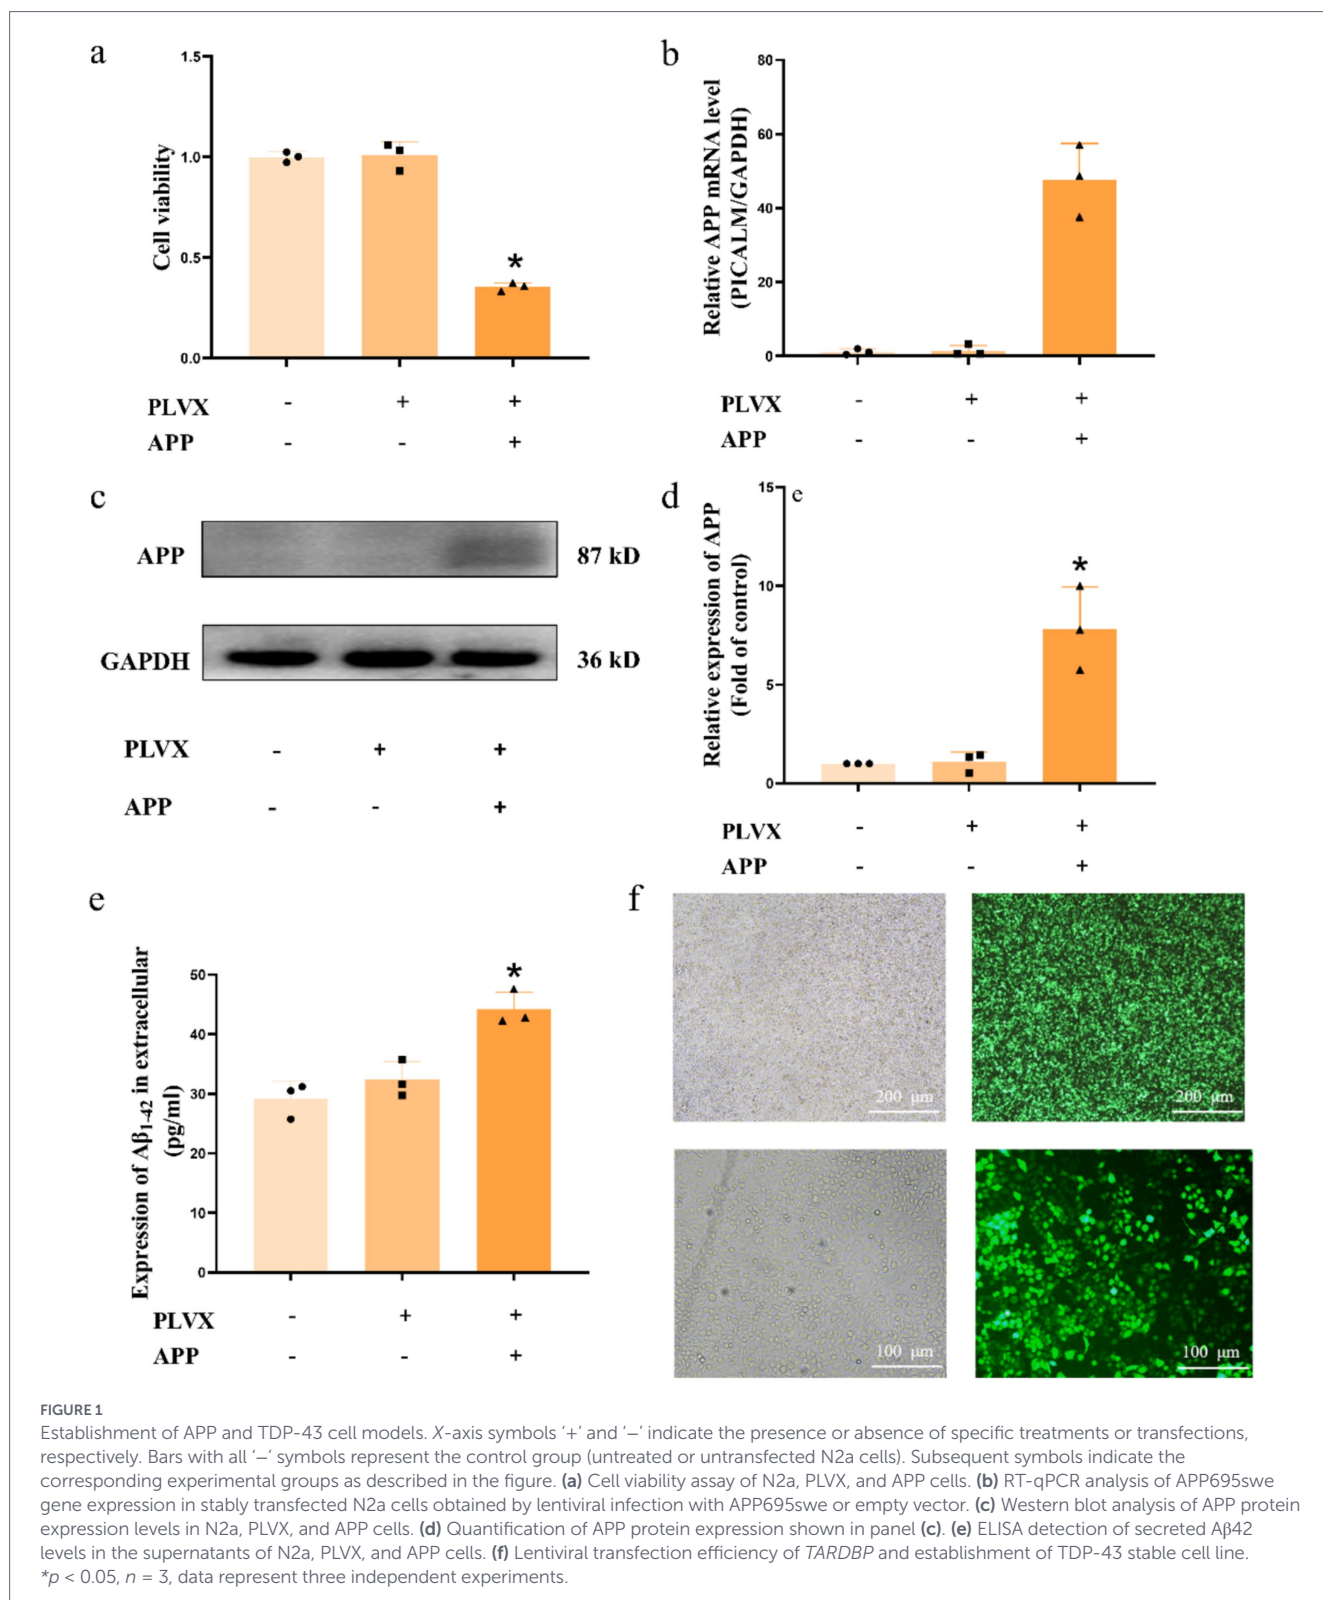 a
1.5
1.0
0.5
0.0
Cell viability
*
PLVX - + +
APP - - +
b
80
60
40
20
0
Relative APP mRNA level
(PICALM/GAPDH)
PLVX - + +
APP - - +
c
APP 87 kD
GAPDH 36 kD
PLVX - + +
APP - - +
d
e
15
10
5
0
Relative expression of APP
(Fold of control)
*
PLVX - + +
APP - - +
e
50
40
30
20
10
0
Expression of Aβ1-42 in extracellular
(pg/ml)
*
PLVX - + +
APP - - +
f
200 μm
200 μm
100 μm
100 μm
FIGURE 1
Establishment of APP and TDP-43 cell models. X-axis symbols ‘+’ and ‘–’ indicate the presence or absence of specific treatments or transfections,
respectively. Bars with all ‘–’ symbols represent the control group (untreated or untransfected N2a cells). Subsequent symbols indicate the
corresponding experimental groups as described in the figure. (a) Cell viability assay of N2a, PLVX, and APP cells. (b) RT-qPCR analysis of APP695swe
gene expression in stably transfected N2a cells obtained by lentiviral infection with APP695swe or empty vector. (c) Western blot analysis of APP protein
expression levels in N2a, PLVX, and APP cells. (d) Quantification of APP protein expression shown in panel (c). (e) ELISA detection of secreted Aβ42
levels in the supernatants of N2a, PLVX, and APP cells. (f) Lentiviral transfection efficiency of TARDBP and establishment of TDP-43 stable cell line.
*p < 0.05, n = 3, data represent three independent experiments.